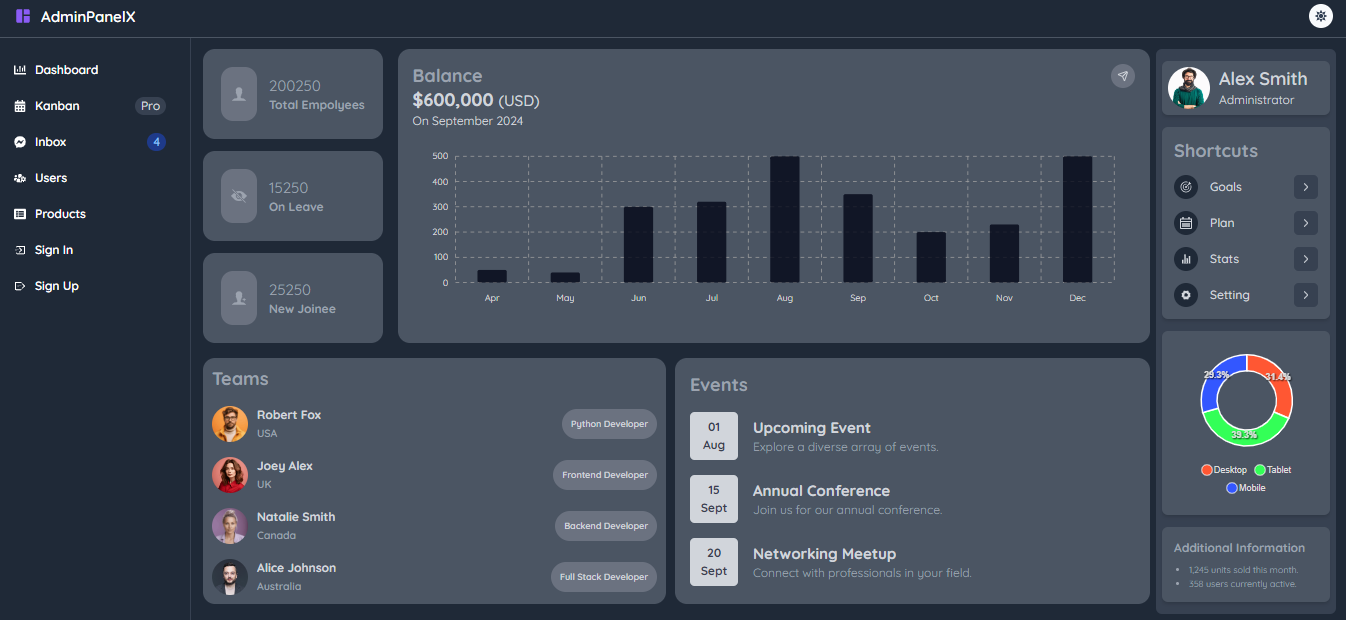 AdminPanelX
Dashboard
Kanban Pro
Inbox 4
Users
Products
Sign In
Sign Up
200250
Total Empolyees
15250
On Leave
25250
New Joinee
Balance
$600,000 (USD)
On September 2024
500
400
300
200
100
0
Apr May Jun Jul Aug Sep Oct Nov Dec
Teams
Robert Fox
USA
Python Developer
Joey Alex
UK
Frontend Developer
Natalie Smith
Canada
Backend Developer
Alice Johnson
Australia
Full Stack Developer
Events
01
Aug
Upcoming Event
Explore a diverse array of events.
15
Sept
Annual Conference
Join us for our annual conference.
20
Sept
Networking Meetup
Connect with professionals in your field.
Alex Smith
Administrator
Shortcuts
Goals
Plan
Stats
Setting
29.3%
31.4%
39.3%
Desktop Tablet
Mobile
Additional Information
1,245 units sold this month.
358 users currently active.